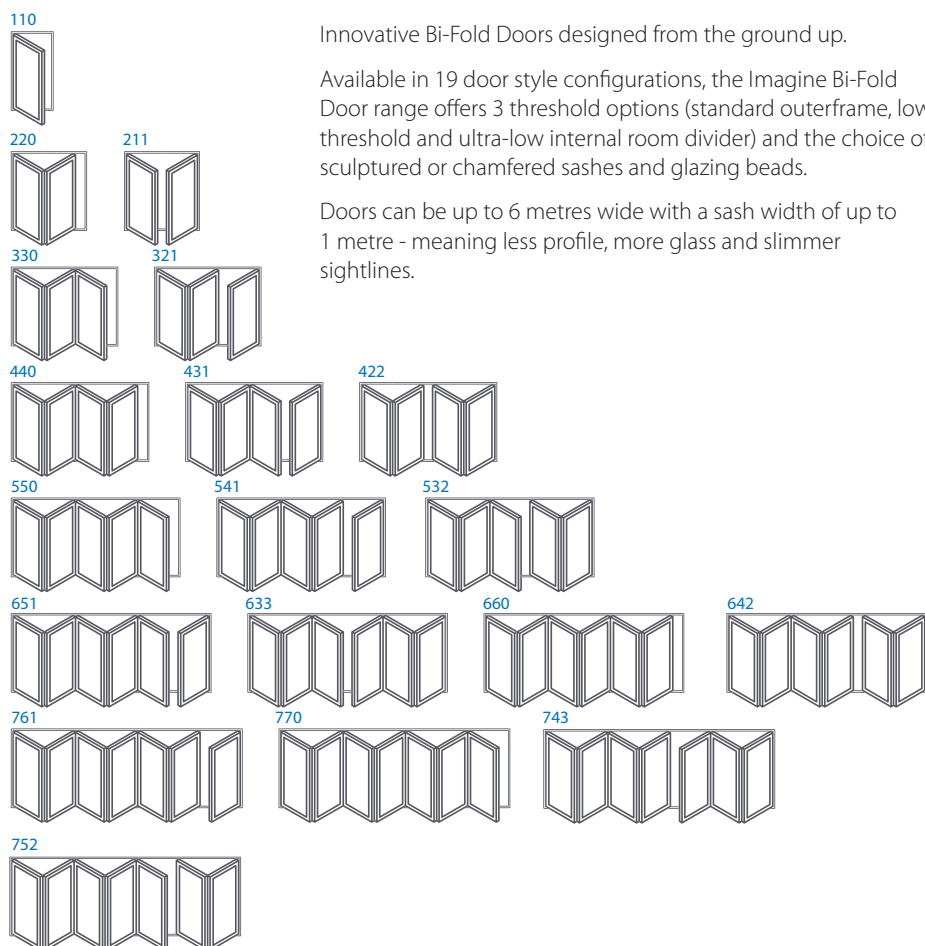 110
Innovative Bi-Fold Doors designed from the ground up.
Available in 19 door style configurations, the Imagine Bi-Fold
Door range offers 3 threshold options (standard outerframe, low
threshold and ultra-low internal room divider) and the choice of
sculptured or chamfered sashes and glazing beads.
Doors can be up to 6 metres wide with a sash width of up to
1 metre - meaning less profile, more glass and slimmer
sightlines.
220 211
330 321
440 431 422
550 541 532
651 633 660 642
761 770 743
752